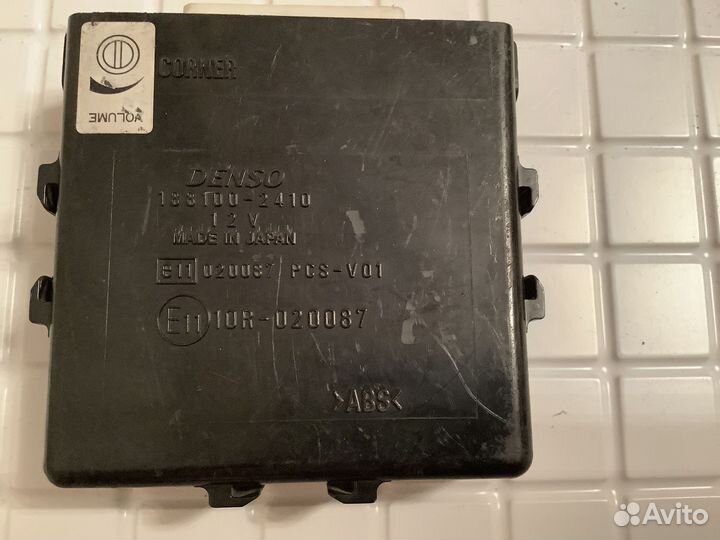 CORNER
VOLUME
DENSO
188100-2410
12V
MADE IN JAPAN
e11 020087 PCS-V01
E11 10R-020087
>ABS<
Avito